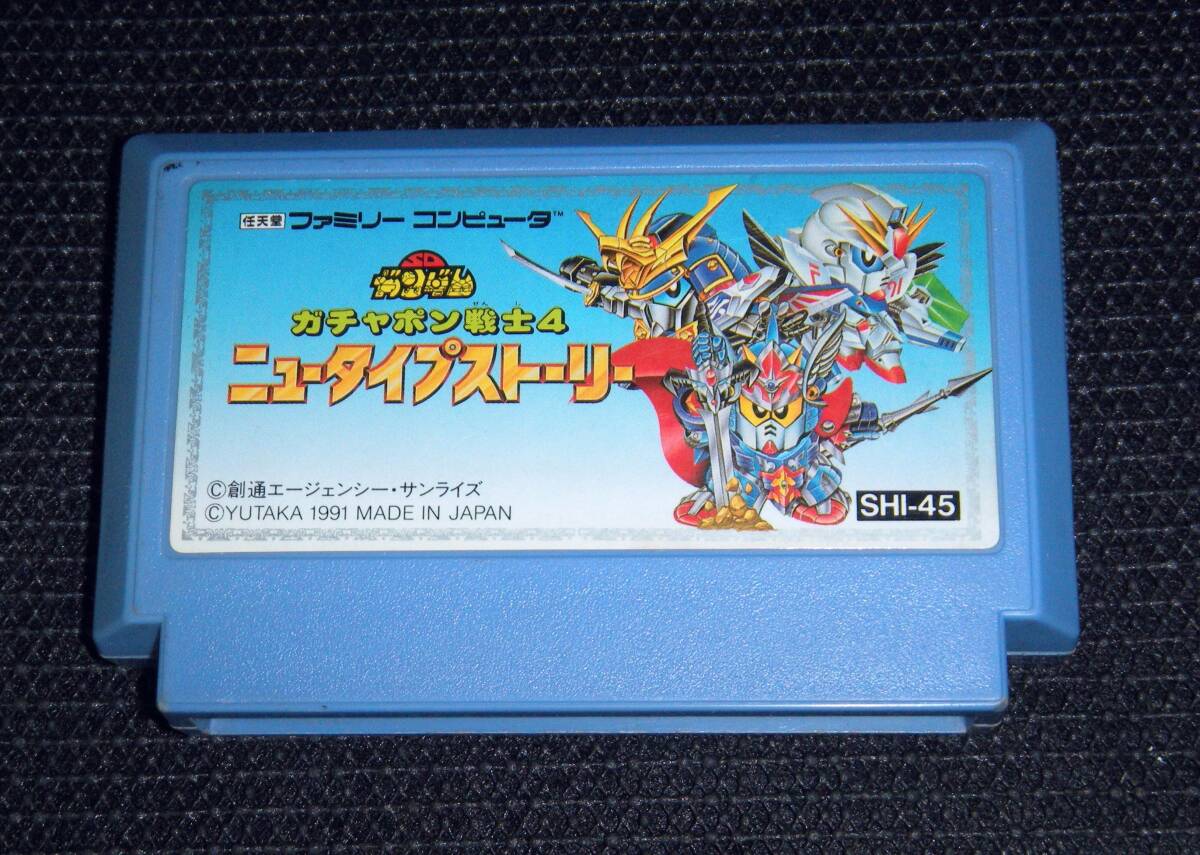 任天堂 ファミリー コンピュータ™
SD
ガンダム
ガチャポン戦士4
せんし
ニュータイプストーリー
©創通エージェンシー・サンライズ
©YUTAKA 1991 MADE IN JAPAN
SHI-45
F